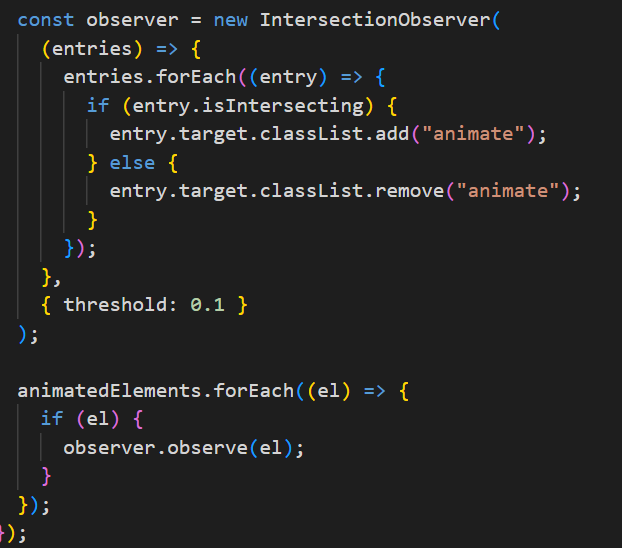 const observer = new IntersectionObserver(
  (entries) => {
    entries.forEach((entry) => {
      if (entry.isIntersecting) {
        entry.target.classList.add("animate");
      } else {
        entry.target.classList.remove("animate");
      }
    });
  },
  { threshold: 0.1 }
);

animatedElements.forEach((el) => {
  if (el) {
    observer.observe(el);
  }
});
});